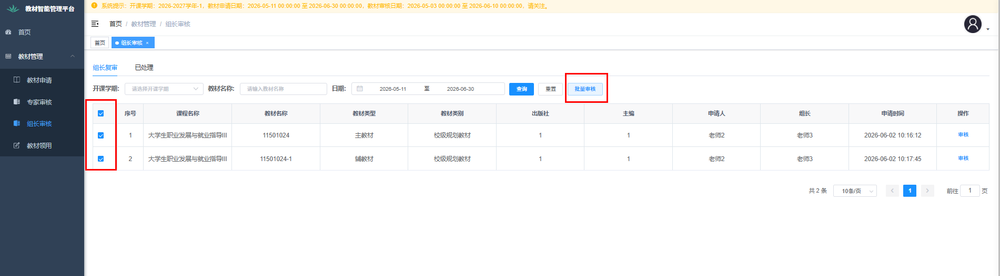 教材智能管理平台
系统提示：开课学期：2026-2027学年-1，教材申请日期：2026-05-11 00:00:00 至 2026-06-30 00:00:00，教材审核日期：2026-05-03 00:00:00 至 2026-06-10 00:00:00，请关注。
首页 / 教材管理 / 组长审核
首页
教材管理
教材申请
专家审核
组长审核
教材领用
首页 组长审核 ×
组长复审 已处理
开课学期: 请选择开课学期 教材名称: 请输入教材名称 日期: 2026-05-11 至 2026-06-30 查询 重置 批量审核
序号 课程名称 教材名称 教材类型 教材类别 出版社 主编 申请人 组长 申请时间 操作
1 大学生职业发展与就业指导III 11501024 主教材 校级规划教材 1 1 老师2 老师3 2026-06-02 10:16:12 审核
2 大学生职业发展与就业指导III 11501024-1 辅教材 校级规划教材 1 1 老师2 老师3 2026-06-02 10:17:45 审核
共 2 条 10条/页 1 前往 1 页